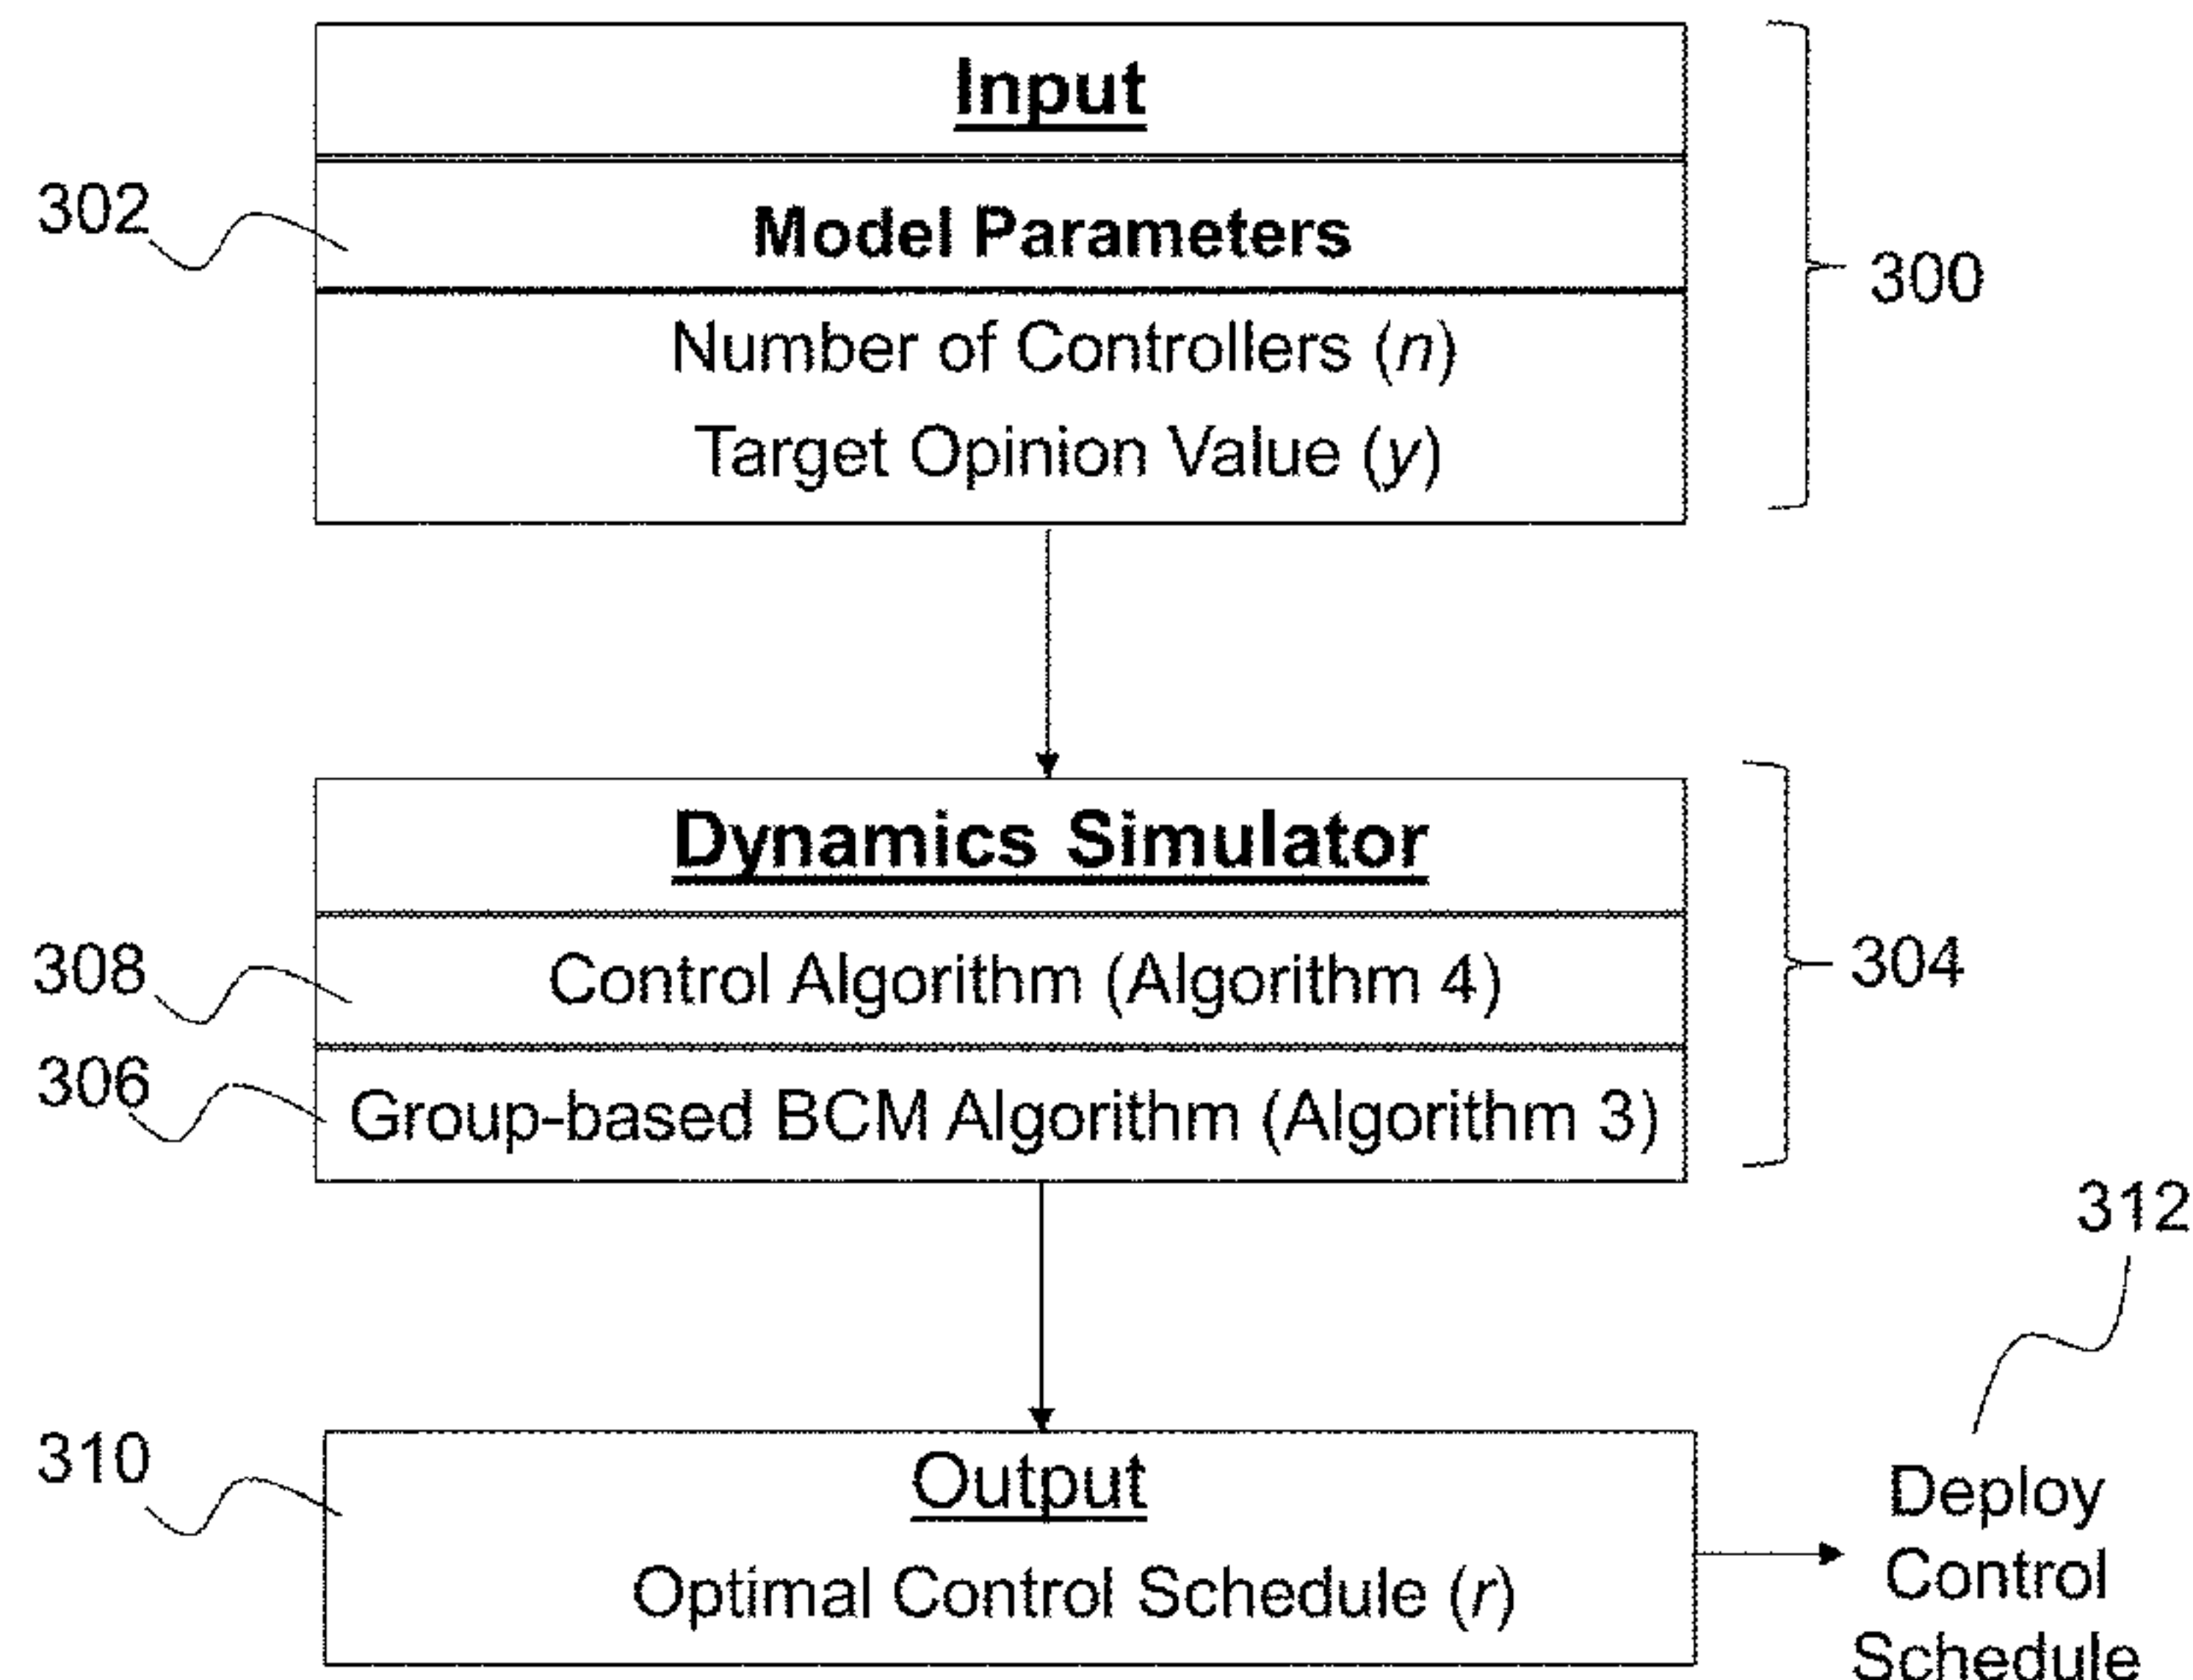 Input
302
Model Parameters
300
Number of Controllers (n)
Target Opinion Value (y)
Dynamics Simulator
308
Control Algorithm (Algorithm 4)
304
306
Group-based BCM Algorithm (Algorithm 3)
312
310
Output
Optimal Control Schedule (r)
Deploy
Control
Schedule